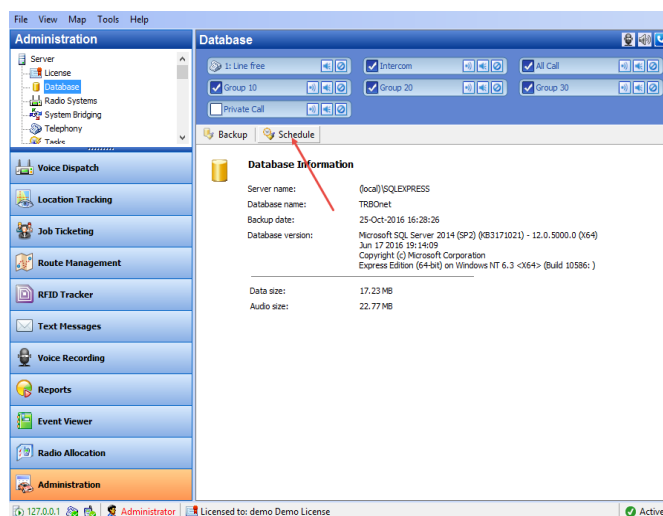 File View Map Tools Help
Administration
Server
License
Database
Radio Systems
System Bridging
Telephony
Tasks
Voice Dispatch
Location Tracking
Job Ticketing
Route Management
RFID Tracker
Text Messages
Voice Recording
Reports
Event Viewer
Radio Allocation
Administration
Database
1: Line free
Intercom
All Call
Group 10
Group 20
Group 30
Private Call
Backup
Schedule
Database Information
Server name: (local)\SQLEXPRESS
Database name: TRBOnet
Backup date: 25-Oct-2016 16:28:26
Database version: Microsoft SQL Server 2014 (SP2) (KB3171021) - 12.0.5000.0 (X64)
Jun 17 2016 19:14:09
Copyright (c) Microsoft Corporation
Express Edition (64-bit) on Windows NT 6.3 <X64> (Build 10586: )
Data size: 17.23 MB
Audio size: 22.77 MB
127.0.0.1 Administrator Licensed to: demo Demo License Active